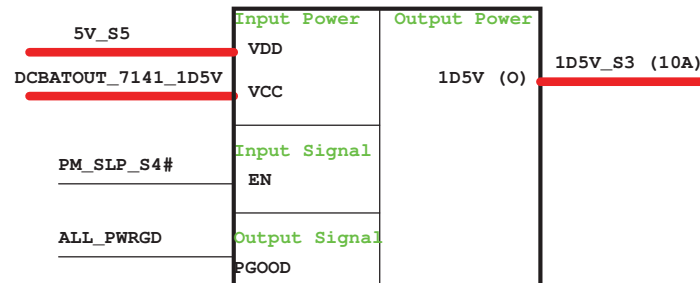 Input Power
Output Power
5V_S5
VDD
1D5V_S3 (10A)
DCBATOUT_7141_1D5V
VCC
1D5V (O)
Input Signal
PM_SLP_S4#
EN
ALL_PWRGD
Output Signal
PGOOD